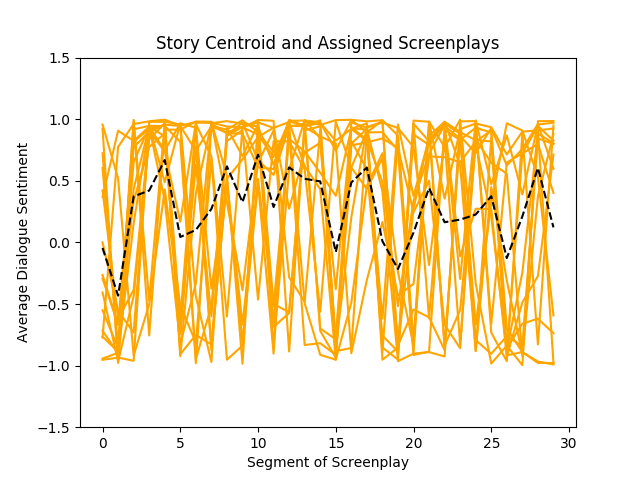 Story Centroid and Assigned Screenplays
1.5
1.0
0.5
0.0
−0.5
−1.0
−1.5
Average Dialogue Sentiment
0 5 10 15 20 25 30
Segment of Screenplay